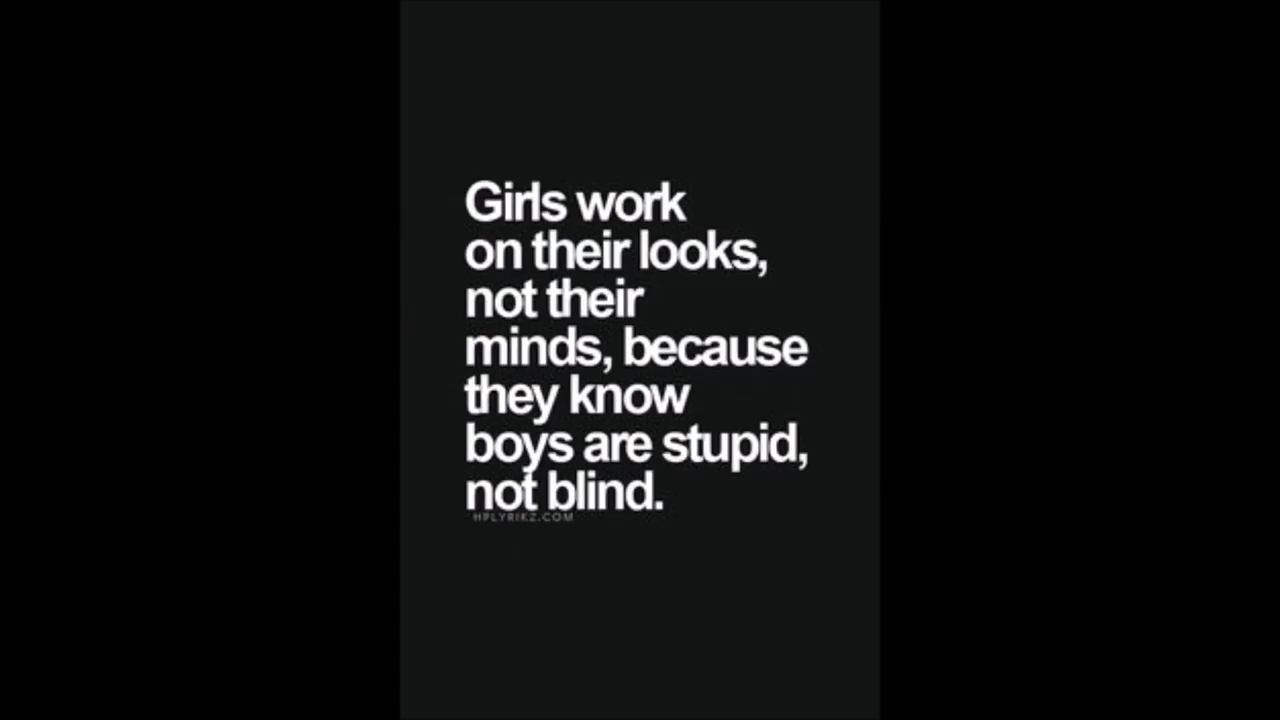 Girls work
on their looks,
not their
minds, because
they know
boys are stupid,
not blind.
HPLYRIKZ.COM